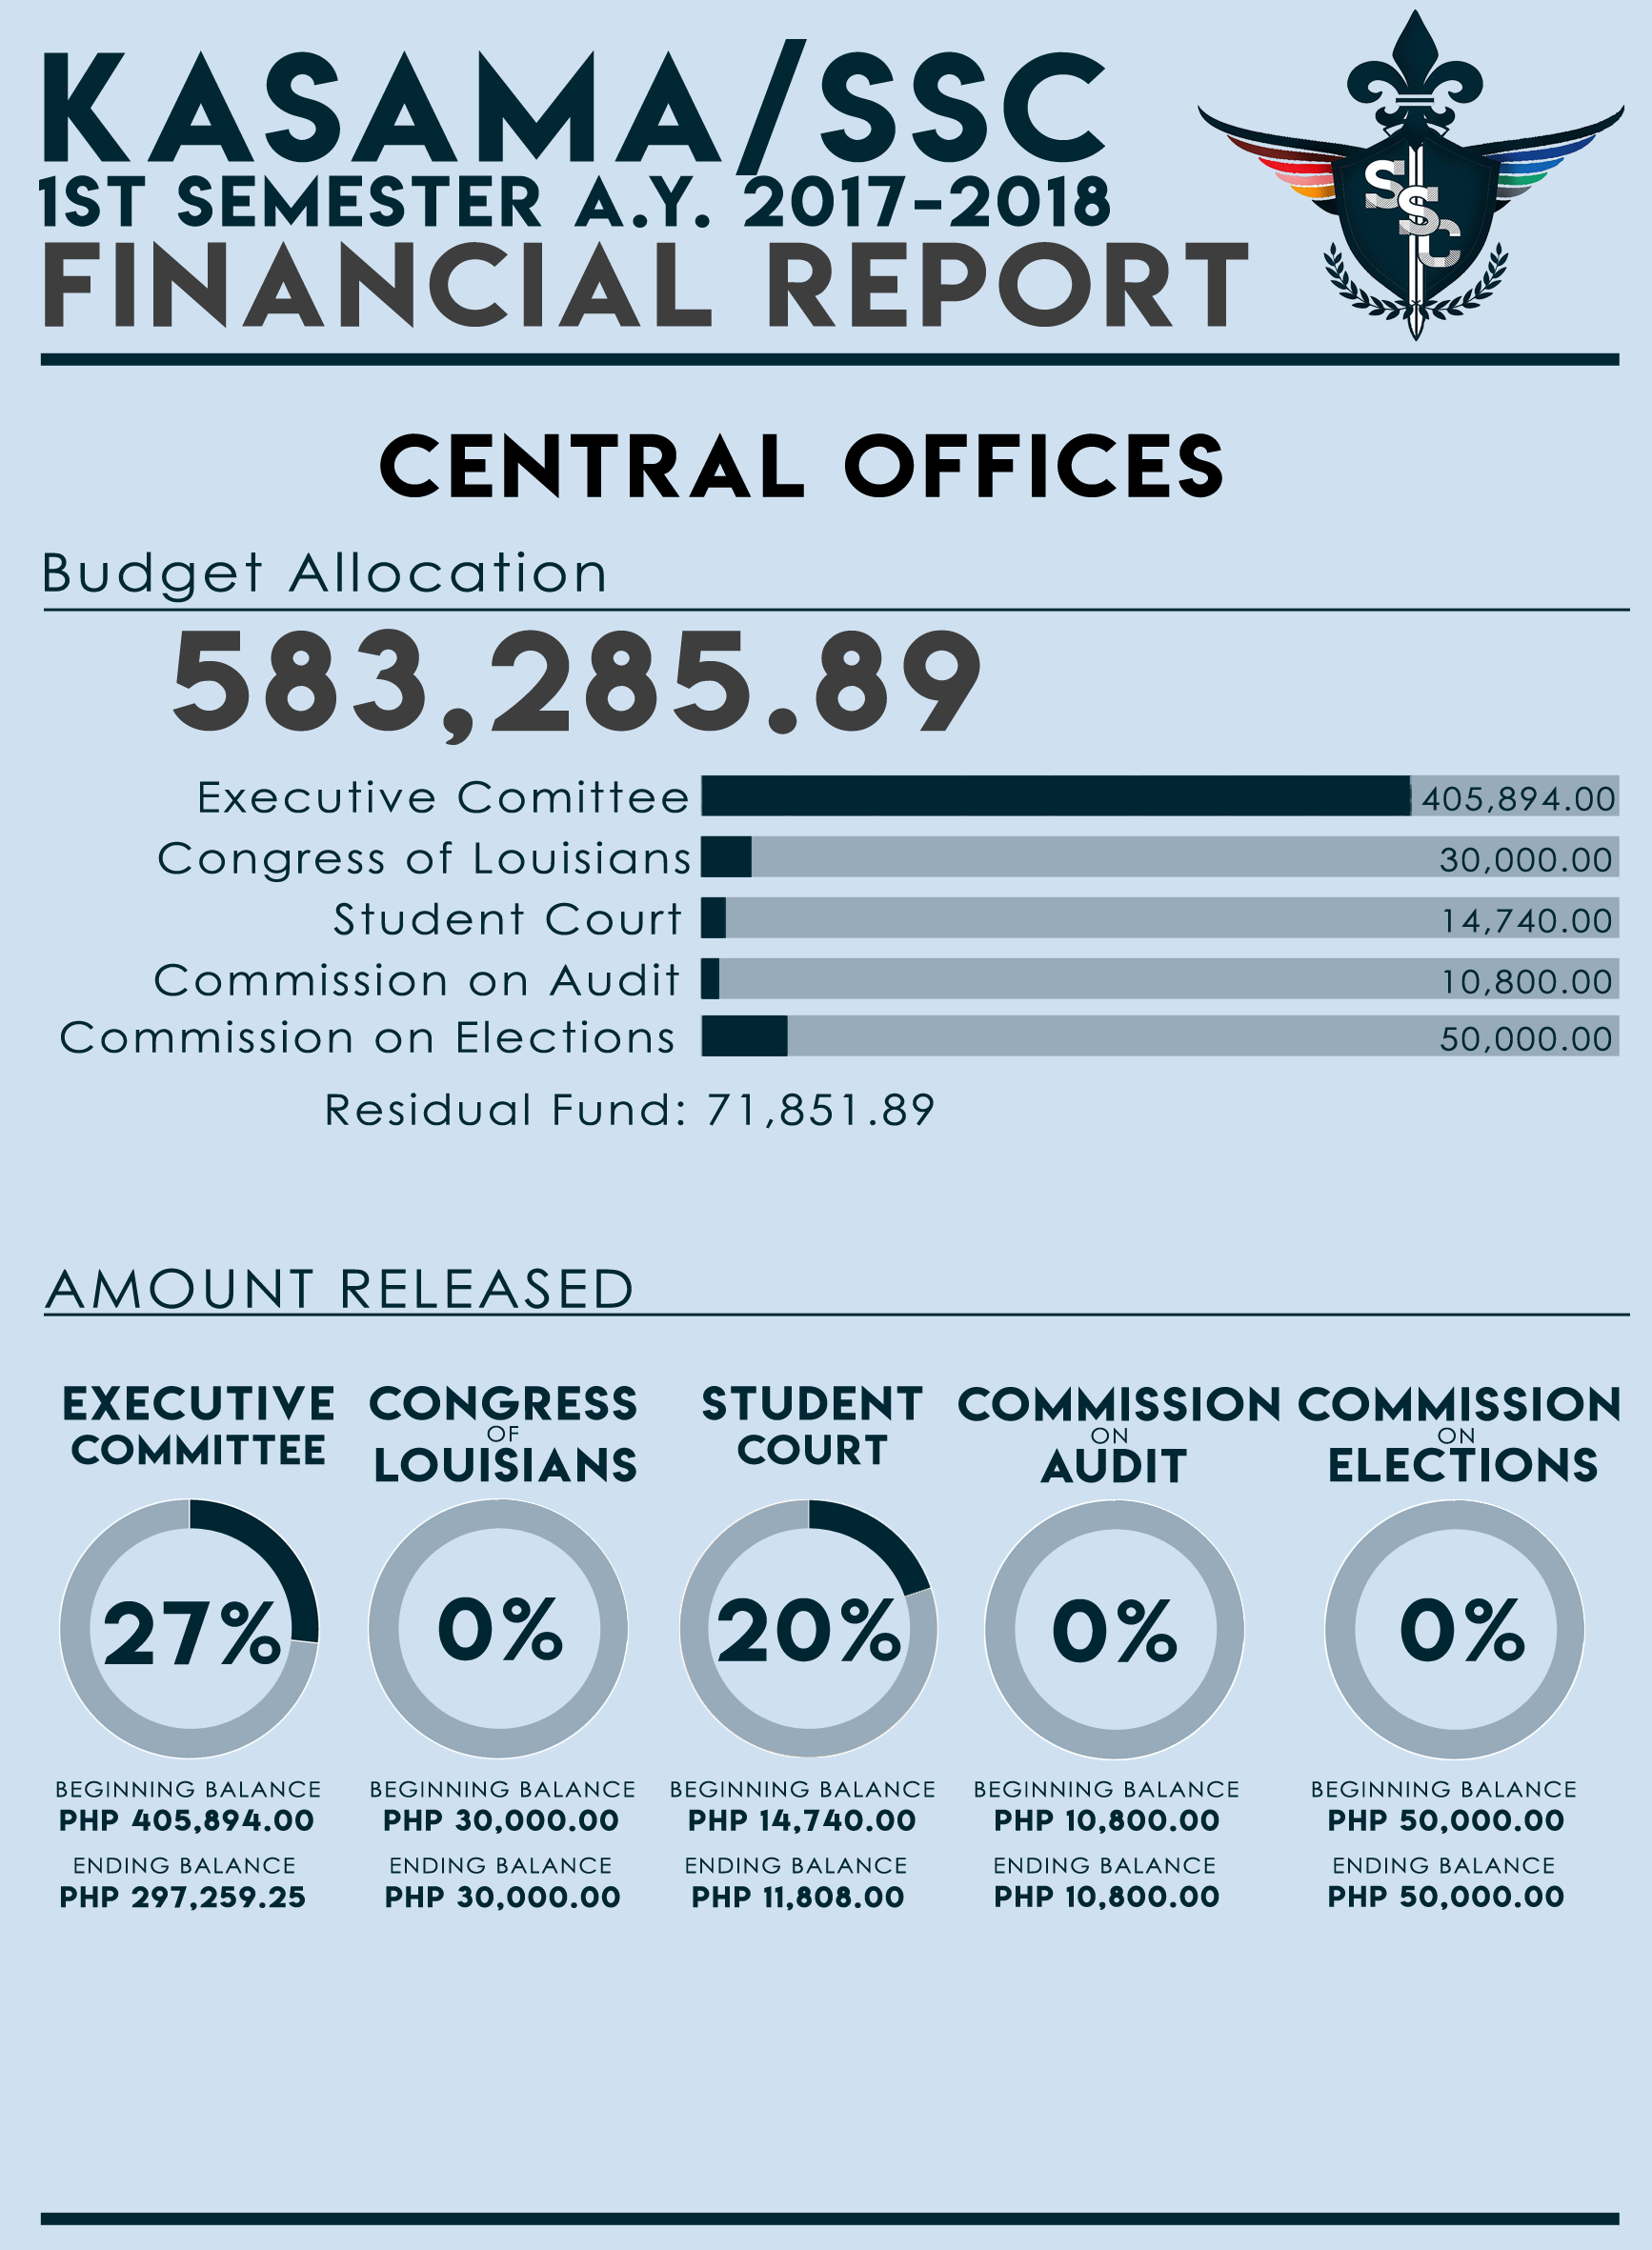 KASAMA/SSC
1ST SEMESTER A.Y. 2017-2018
FINANCIAL REPORT
SSC
CENTRAL OFFICES
Budget Allocation
583,285.89
Executive Comittee 405,894.00
Congress of Louisians 30,000.00
Student Court 14,740.00
Commission on Audit 10,800.00
Commission on Elections 50,000.00
Residual Fund: 71,851.89
AMOUNT RELEASED
EXECUTIVE
COMMITTEE
27%
BEGINNING BALANCE
PHP 405,894.00
ENDING BALANCE
PHP 297,259.25
CONGRESS
OF
LOUISIANS
0%
BEGINNING BALANCE
PHP 30,000.00
ENDING BALANCE
PHP 30,000.00
STUDENT
COURT
20%
BEGINNING BALANCE
PHP 14,740.00
ENDING BALANCE
PHP 11,808.00
COMMISSION
ON
AUDIT
0%
BEGINNING BALANCE
PHP 10,800.00
ENDING BALANCE
PHP 10,800.00
COMMISSION
ON
ELECTIONS
0%
BEGINNING BALANCE
PHP 50,000.00
ENDING BALANCE
PHP 50,000.00